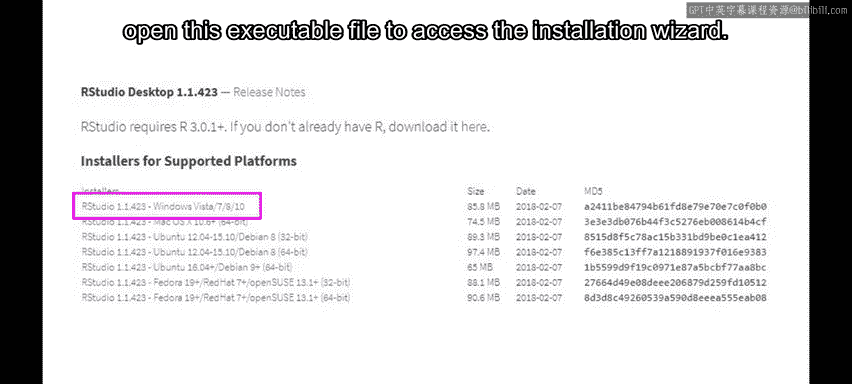 GPT中英字幕课程资源@bilibili.com
open this executable file to access the installation wizard.
RStudio Desktop 1.1.423 — Release Notes
RStudio requires R 3.0.1+. If you don't already have R, download it here.
Installers for Supported Platforms
Installers Size Date MD5
RStudio 1.1.423 - Windows Vista/7/8/10 85.8 MB 2018-02-07 a2411be84794b61fd8e79e70e7c0f0b0
RStudio 1.1.423 - Mac OS X 10.6+ (64-bit) 74.5 MB 2018-02-07 3e3e3db076b44f3c5276eb008614b4cf
RStudio 1.1.423 - Ubuntu 12.04-15.10/Debian 8 (32-bit) 89.3 MB 2018-02-07 8515d8f5c78ac15b331bd9be0c1ea412
RStudio 1.1.423 - Ubuntu 12.04-15.10/Debian 8 (64-bit) 97.4 MB 2018-02-07 f6e385c13ff7a1218891937f016e9383
RStudio 1.1.423 - Ubuntu 16.04+/Debian 9+ (64-bit) 65 MB 2018-02-07 1b5599d9f19c0971e87a5bcbf77aa8bc
RStudio 1.1.423 - Fedora 19+/RedHat 7+/openSUSE 13.1+ (32-bit) 88.1 MB 2018-02-07 27664d49e08deee206879d259fd10512
RStudio 1.1.423 - Fedora 19+/RedHat 7+/openSUSE 13.1+ (64-bit) 90.6 MB 2018-02-07 8d3d8c49260539a590d8eeea555eab08